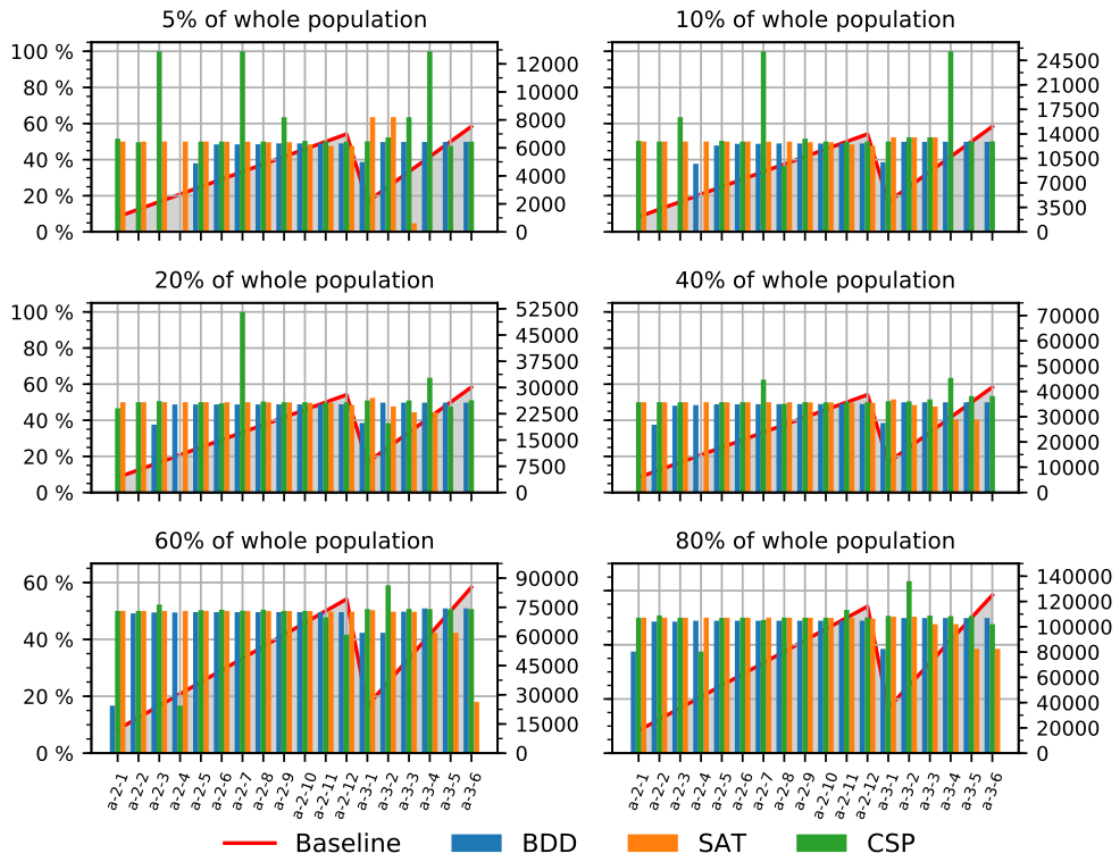 5% of whole population
100 %
80 %
60 %
40 %
20 %
0 %
12000
10000
8000
6000
4000
2000
0
10% of whole population
24500
21000
17500
14000
10500
7000
3500
0
20% of whole population
100 %
80 %
60 %
40 %
20 %
0 %
52500
45000
37500
30000
22500
15000
7500
0
40% of whole population
70000
60000
50000
40000
30000
20000
10000
0
60% of whole population
60 %
40 %
20 %
0 %
90000
75000
60000
45000
30000
15000
0
80% of whole population
140000
120000
100000
80000
60000
40000
20000
0
a-2-1
a-2-2
a-2-3
a-2-4
a-2-5
a-2-6
a-2-7
a-2-8
a-2-9
a-2-10
a-2-11
a-2-12
a-3-1
a-3-2
a-3-3
a-3-4
a-3-5
a-3-6
a-2-1
a-2-2
a-2-3
a-2-4
a-2-5
a-2-6
a-2-7
a-2-8
a-2-9
a-2-10
a-2-11
a-2-12
a-3-1
a-3-2
a-3-3
a-3-4
a-3-5
a-3-6
Baseline
BDD
SAT
CSP